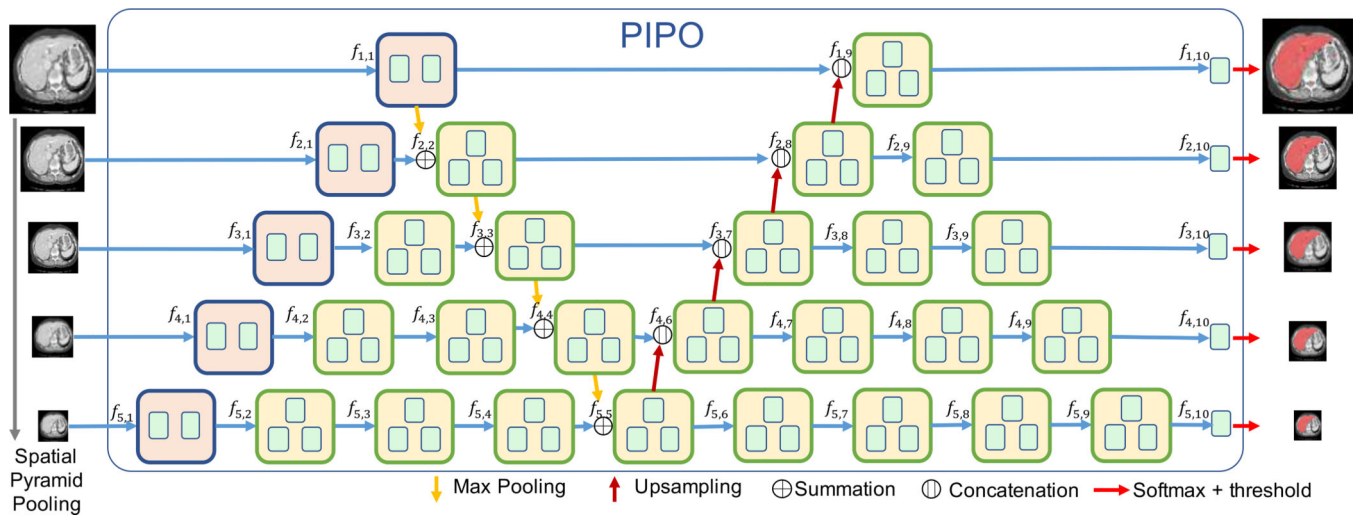 PIPO
f1,1
f1,9
f1,10
f2,1
f2,2
f2,8
f2,9
f2,10
f3,1
f3,2
f3,3
f3,7
f3,8
f3,9
f3,10
f4,1
f4,2
f4,3
f4,4
f4,6
f4,7
f4,8
f4,9
f4,10
f5,1
f5,2
f5,3
f5,4
f5,5
f5,6
f5,7
f5,8
f5,9
f5,10
Spatial
Pyramid
Pooling
Max Pooling
Upsampling
Summation
Concatenation
Softmax + threshold